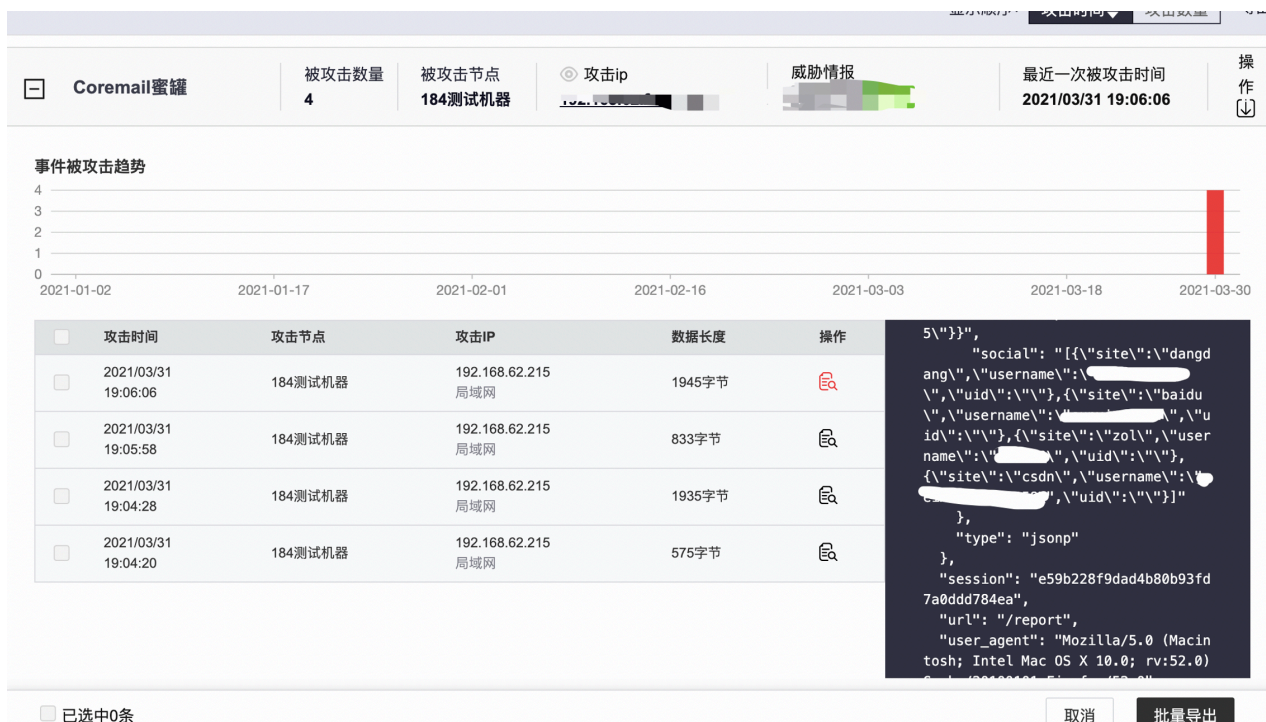 攻击时间
攻击数量
操
Coremail蜜罐
被攻击数量
被攻击节点
攻击ip
威胁情报
最近一次被攻击时间
作
4
184测试机器
2021/03/31 19:06:06
事件被攻击趋势
4
3
2
1
0
2021-01-02
2021-01-17
2021-02-01
2021-02-16
2021-03-03
2021-03-18
2021-03-30
攻击时间 攻击节点 攻击IP 数据长度 操作
2021/03/31
19:06:06
184测试机器
192.168.62.215
局域网
1945字节
2021/03/31
19:05:58
184测试机器
192.168.62.215
局域网
833字节
2021/03/31
19:04:28
184测试机器
192.168.62.215
局域网
1935字节
2021/03/31
19:04:20
184测试机器
192.168.62.215
局域网
575字节
5\"}}",
"social": "[{\"site\":\"dangd
ang\",\"username\":\
\",\"uid\":\"\"},{\"site\":\"baidu
\",\"username\":\
\",\"u
id\":\"\"},{\"site\":\"zol\",\"user
name\":\"
\",\"uid\":\"\"},
{\"site\":\"csdn\",\"username\":\"
",\"uid\":\"\"}]"
},
"type": "jsonp"
},
"session": "e59b228f9dad4b80b93fd
7a0ddd784ea",
"url": "/report",
"user_agent": "Mozilla/5.0 (Macin
tosh; Intel Mac OS X 10.0; rv:52.0)
已选中0条
取消
批量导出